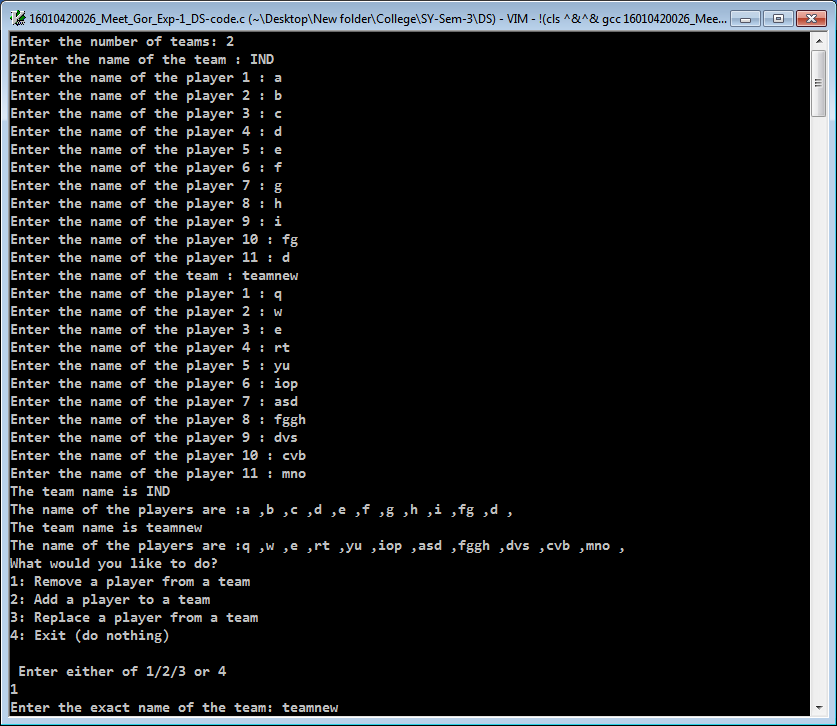 16010420026_Meet_Gor_Exp-1_DS-code.c (~\Desktop\New folder\College\SY-Sem-3\DS) - VIM - !(cls ^&^& gcc 16010420026_Mee...
Enter the number of teams: 2
2Enter the name of the team : IND
Enter the name of the player 1 : a
Enter the name of the player 2 : b
Enter the name of the player 3 : c
Enter the name of the player 4 : d
Enter the name of the player 5 : e
Enter the name of the player 6 : f
Enter the name of the player 7 : g
Enter the name of the player 8 : h
Enter the name of the player 9 : i
Enter the name of the player 10 : fg
Enter the name of the player 11 : d
Enter the name of the team : teamnew
Enter the name of the player 1 : q
Enter the name of the player 2 : w
Enter the name of the player 3 : e
Enter the name of the player 4 : rt
Enter the name of the player 5 : yu
Enter the name of the player 6 : iop
Enter the name of the player 7 : asd
Enter the name of the player 8 : fggh
Enter the name of the player 9 : dvs
Enter the name of the player 10 : cvb
Enter the name of the player 11 : mno
The team name is IND
The name of the players are :a ,b ,c ,d ,e ,f ,g ,h ,i ,fg ,d ,
The team name is teamnew
The name of the players are :q ,w ,e ,rt ,yu ,iop ,asd ,fggh ,dvs ,cvb ,mno ,
What would you like to do?
1: Remove a player from a team
2: Add a player to a team
3: Replace a player from a team
4: Exit (do nothing)
Enter either of 1/2/3 or 4
1
Enter the exact name of the team: teamnew